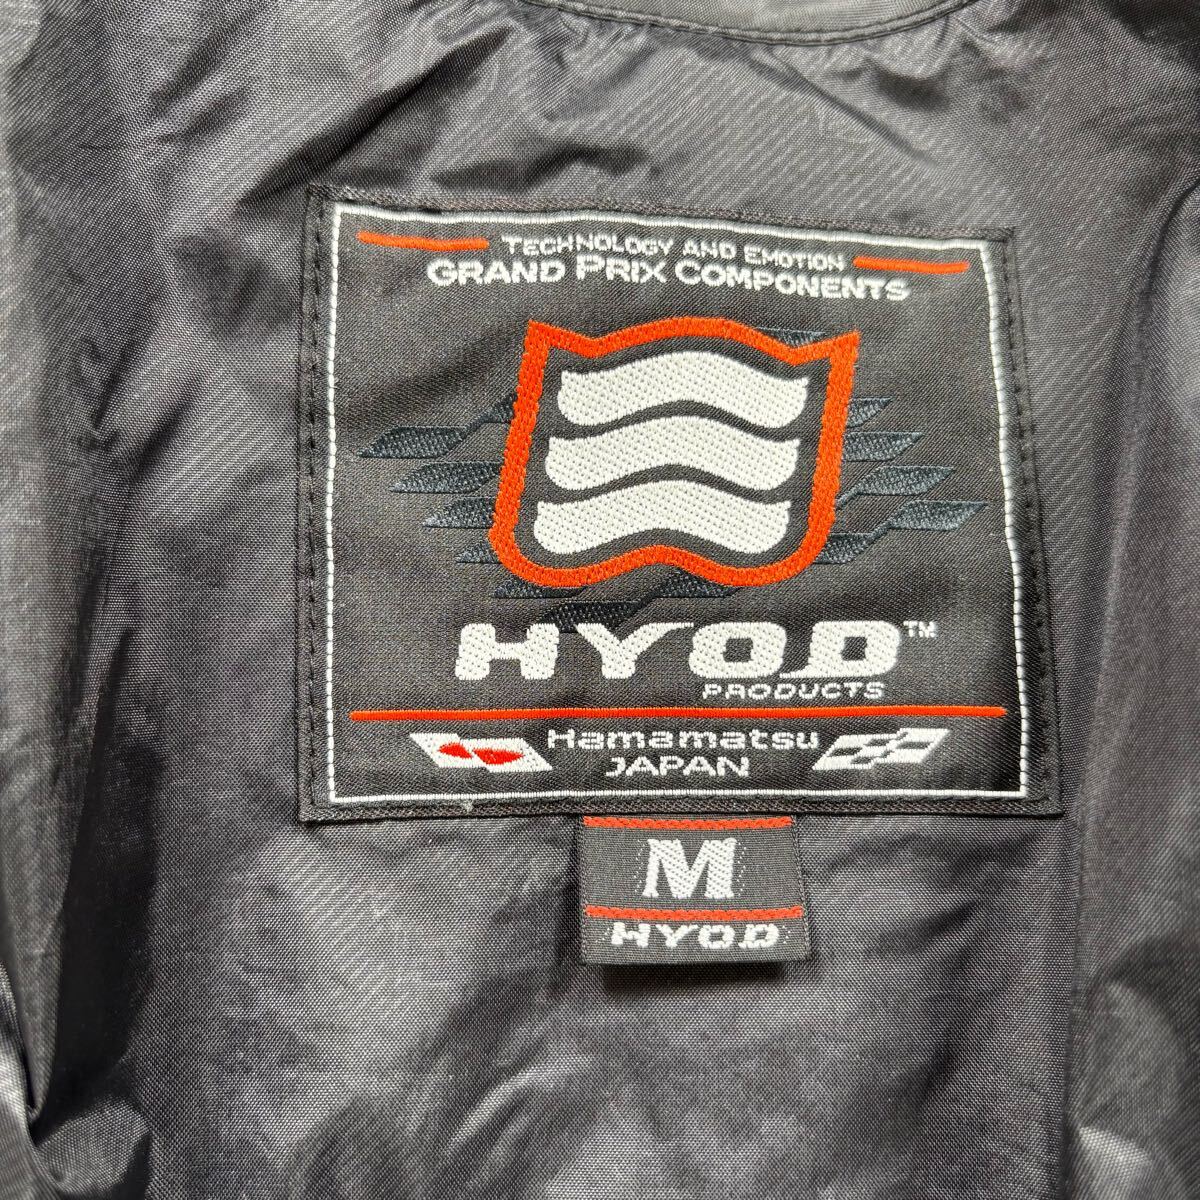 TECHNOLOGY AND EMOTION
GRAND PRIX COMPONENTS
HYOD™
PRODUCTS
Hamamatsu
JAPAN
M
HYOD